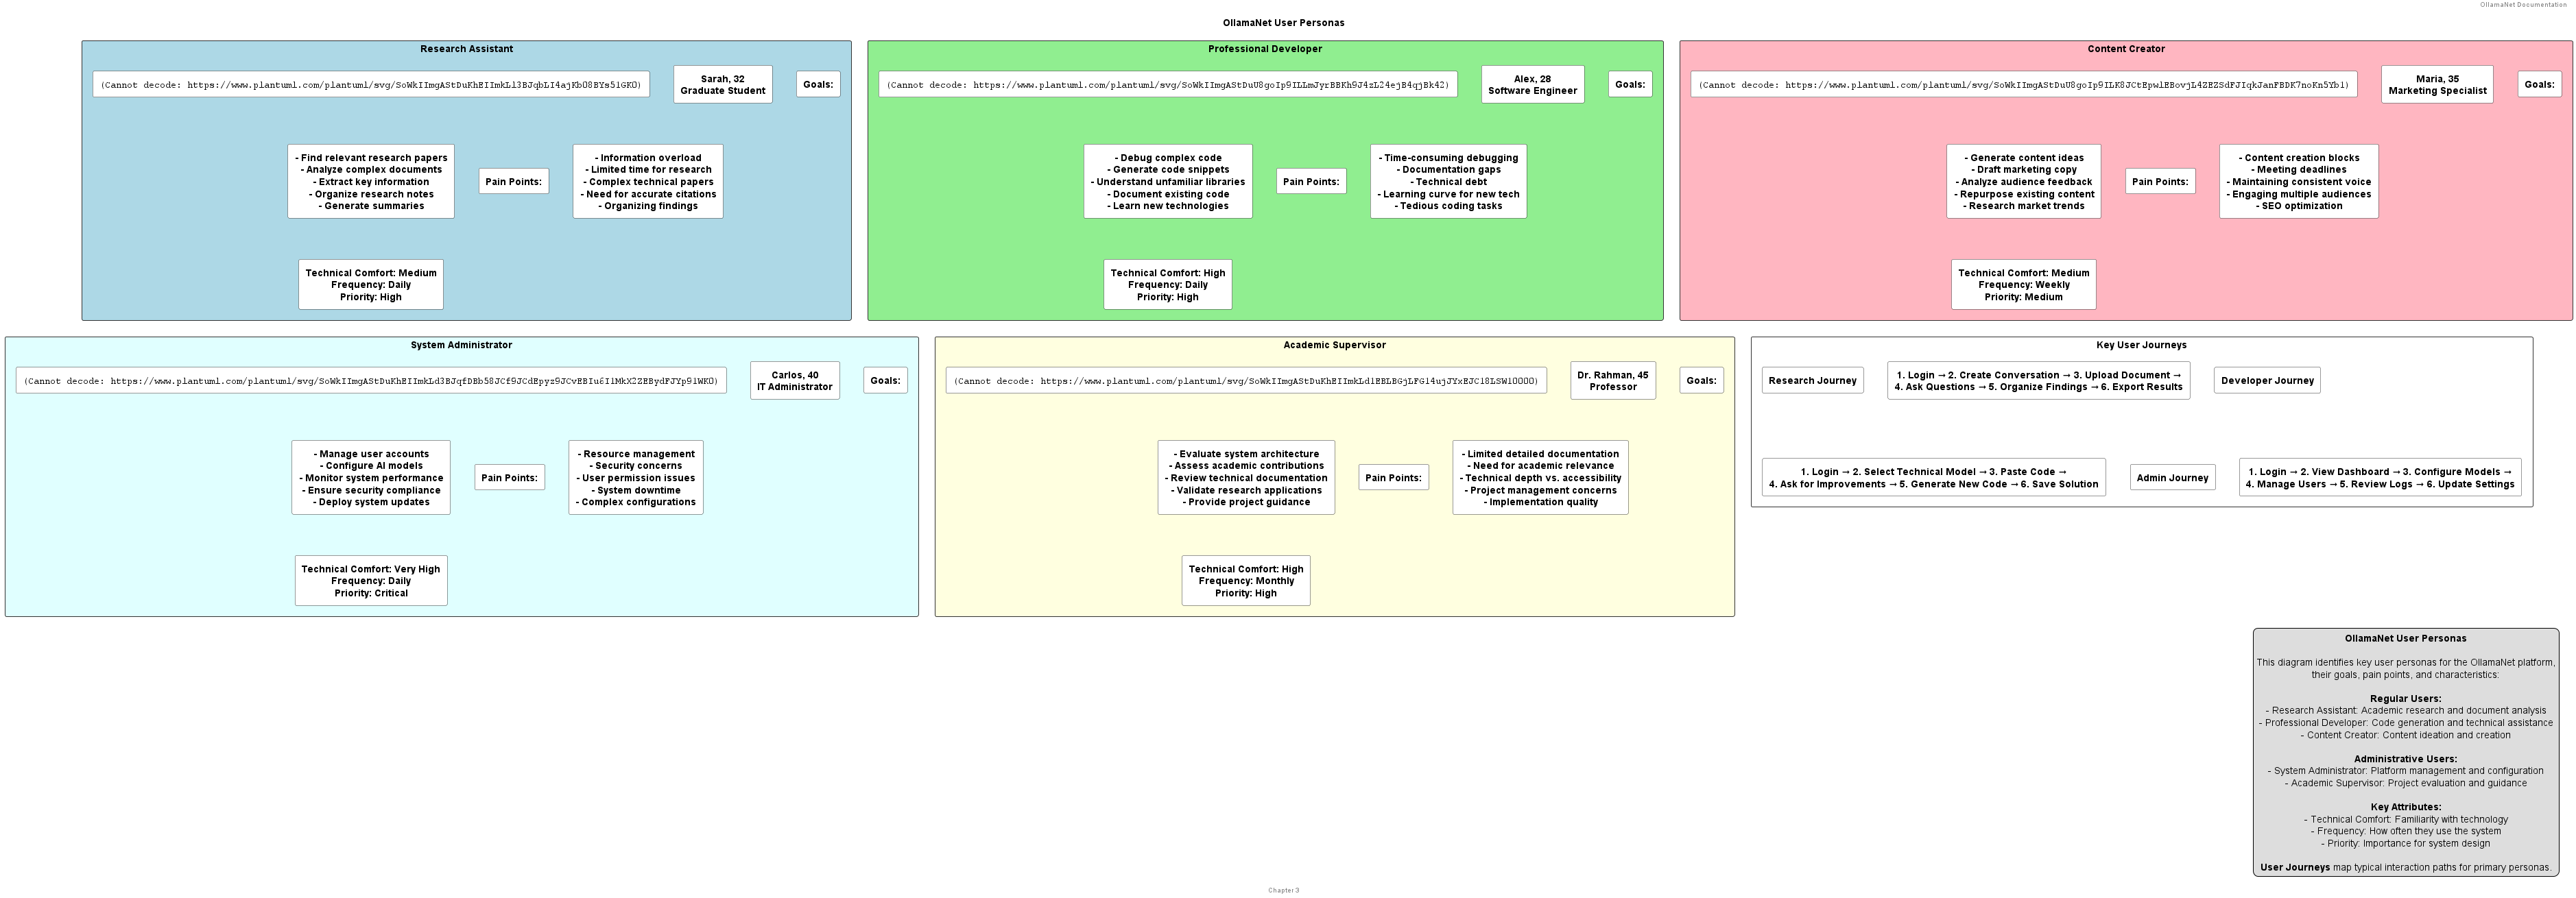 OllamaNet Documentation
OllamaNet User Personas
Research Assistant
(Cannot decode: https://www.plantuml.com/plantuml/svg/
Sarah, 32
Graduate Student
Goals:
- Find relevant research papers
- Analyze complex documents
- Extract key information
- Organize research notes
- Generate summaries
Pain Points:
- Information overload
- Limited time for research
- Complex technical papers
- Need for accurate citations
- Organizing findings
Technical Comfort: Medium
Frequency: Daily
Priority: High
Professional Developer
(Cannot decode: https://www.plantuml.com/plantuml/svg/
Alex, 28
Software Engineer
Goals:
- Debug complex code
- Generate code snippets
- Understand unfamiliar libraries
- Document existing code
- Learn new technologies
Pain Points:
- Time-consuming debugging
- Documentation gaps
- Technical debt
- Learning curve for new tech
- Tedious coding tasks
Technical Comfort: High
Frequency: Daily
Priority: High
Content Creator
(Cannot decode: https://www.plantuml.com/plantuml/svg/
Maria, 35
Marketing Specialist
Goals:
- Generate content ideas
- Draft marketing copy
- Analyze audience feedback
- Repurpose existing content
- Research market trends
Pain Points:
- Content creation blocks
- Meeting deadlines
- Maintaining consistent voice
- Engaging multiple audiences
- SEO optimization
Technical Comfort: Medium
Frequency: Weekly
Priority: Medium
System Administrator
(Cannot decode: https://www.plantuml.com/plantuml/svg/
Carlos, 40
IT Administrator
Goals:
- Manage user accounts
- Configure AI models
- Monitor system performance
- Ensure security compliance
- Deploy system updates
Pain Points:
- Resource management
- Security concerns
- User permission issues
- System downtime
- Complex configurations
Technical Comfort: Very High
Frequency: Daily
Priority: Critical
Academic Supervisor
(Cannot decode: https://www.plantuml.com/plantuml/svg/
Dr. Rahman, 45
Professor
Goals:
- Evaluate system architecture
- Assess academic contributions
- Review technical documentation
- Validate research applications
- Provide project guidance
Pain Points:
- Limited detailed documentation
- Need for academic relevance
- Technical depth vs. accessibility
- Project management concerns
- Implementation quality
Technical Comfort: High
Frequency: Monthly
Priority: High
Key User Journeys
Research Journey
1. Login → 2. Create Conversation → 3. Upload Document →
4. Ask Questions → 5. Organize Findings → 6. Export Results
Developer Journey
1. Login → 2. Select Technical Model → 3. Paste Code →
4. Ask for Improvements → 5. Generate New Code → 6. Save Solution
Admin Journey
1. Login → 2. View Dashboard → 3. Configure Models →
4. Manage Users → 5. Review Logs → 6. Update Settings
OllamaNet User Personas
This diagram identifies key user personas for the OllamaNet platform,
their goals, pain points, and characteristics:
Regular Users:
- Research Assistant: Academic research and document analysis
- Professional Developer: Code generation and technical assistance
- Content Creator: Content ideation and creation
Administrative Users:
- System Administrator: Platform management and configuration
- Academic Supervisor: Project evaluation and guidance
Key Attributes:
- Technical Comfort: Familiarity with technology
- Frequency: How often they use the system
- Priority: Importance for system design
User Journeys map typical interaction paths for primary personas.
Chapter 3